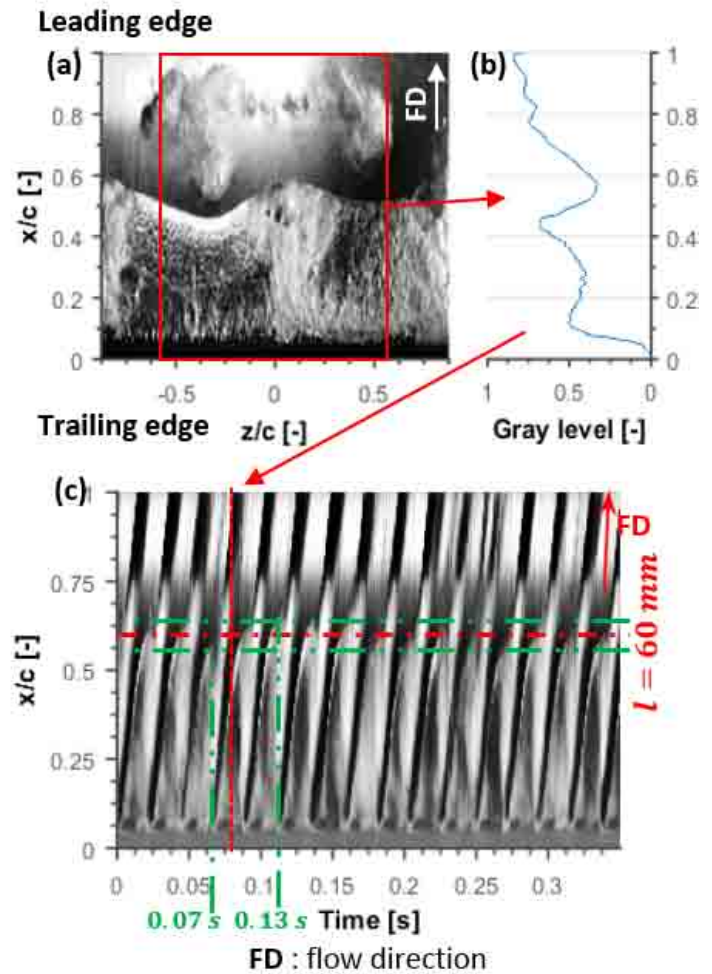 Leading edge
(a)
FD
1
0.8
0.6
0.4
0.2
0
x/c [-]
-0.5
0
0.5
z/c [-]
Trailing edge
(b)
1
0.8
0.6
0.4
0.2
0
x/c [-]
1
0.5
0
Gray level [-]
(c)
FD
1
0.75
0.5
0.25
0
x/c [-]
l = 60 mm
0
0.05
0.1
0.15
0.2
0.25
0.3
0.07 s
0.13 s
Time [s]
FD : flow direction